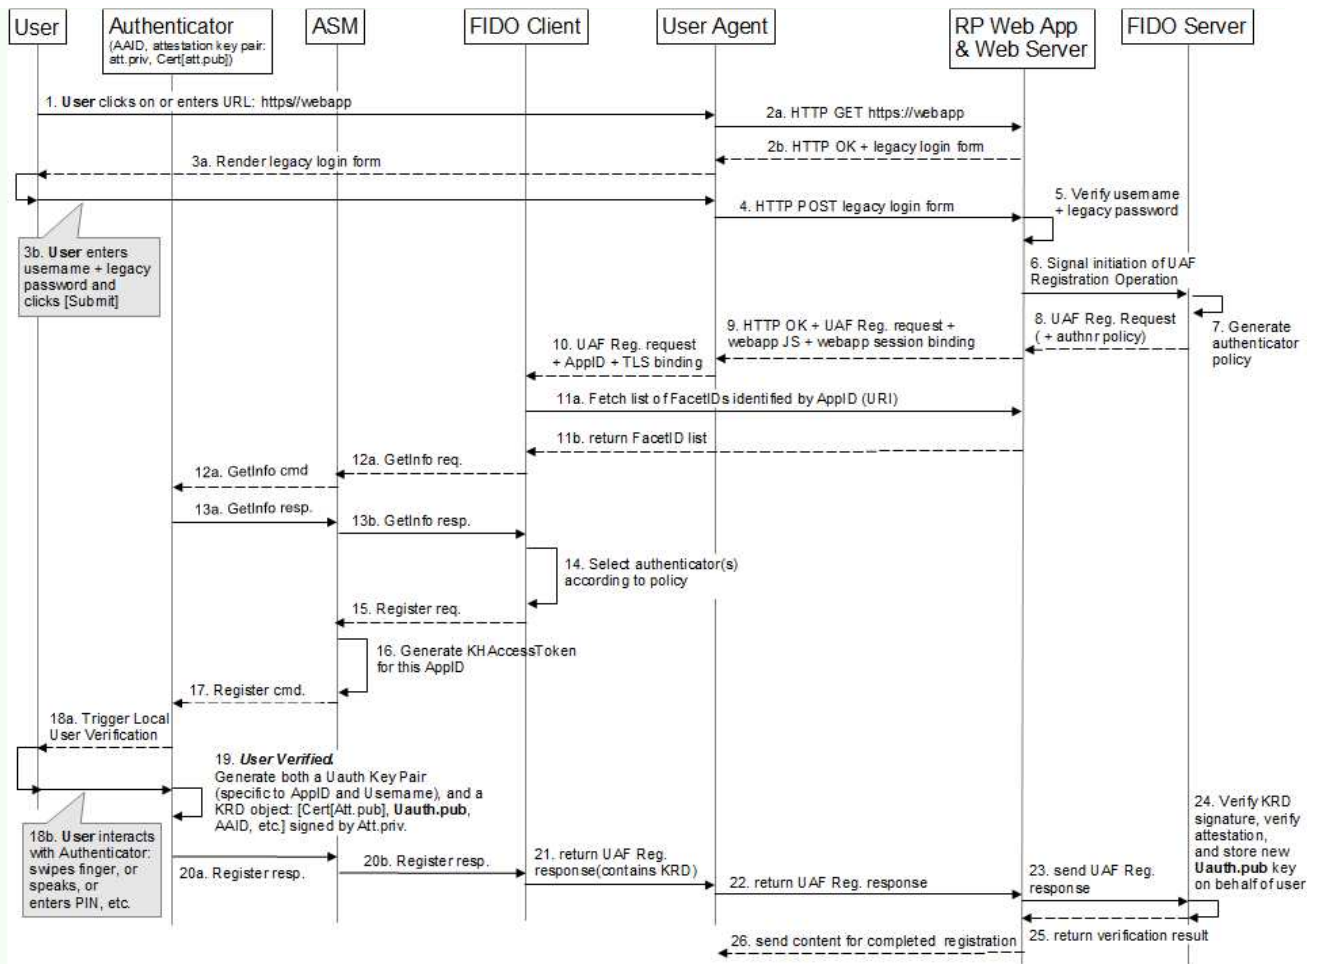 User
Authenticator
(AAID, attestation key pair:
att.priv, Cert[att.pub])
ASM
FIDO Client
User Agent
RP Web App
& Web Server
FIDO Server
1. User clicks on or enters URL: https//webapp
2a. HTTP GET https://webapp
2b. HTTP OK + legacy login form
3a. Render legacy login form
4. HTTP POST legacy login form
5. Verify username
+ legacy password
3b. User enters
username + legacy
password and
clicks [Submit]
6. Signal initiation of UAF
Registration Operation
7. Generate
authenticator
policy
8. UAF Reg. Request
( + authnr policy)
9. HTTP OK + UAF Reg. request +
webapp JS + webapp session binding
10. UAF Reg. request
+ AppID + TLS binding
11a. Fetch list of FacetIDs identified by AppID (URI)
11b. return FacetID list
12a. GetInfo req.
12a. GetInfo cmd
13a. GetInfo resp.
13b. GetInfo resp.
14. Select authenticator(s)
according to policy
15. Register req.
16. Generate KHAccessToken
for this AppID
17. Register cmd.
18a. Trigger Local
User Verification
19. User Verified.
Generate both a Uauth Key Pair
(specific to AppID and Username), and a
KRD object: [Cert[Att.pub], Uauth.pub,
AAID, etc.] signed by Att.priv.
18b. User interacts
with Authenticator:
swipes finger, or
speaks, or
enters PIN, etc.
20a. Register resp.
20b. Register resp.
21. return UAF Reg.
response(contains KRD)
22. return UAF Reg. response
23. send UAF Reg.
response
24. Verify KRD
signature, verify
attestation,
and store new
Uauth.pub key
on behalf of user
25. return verification result
26. send content for completed registration